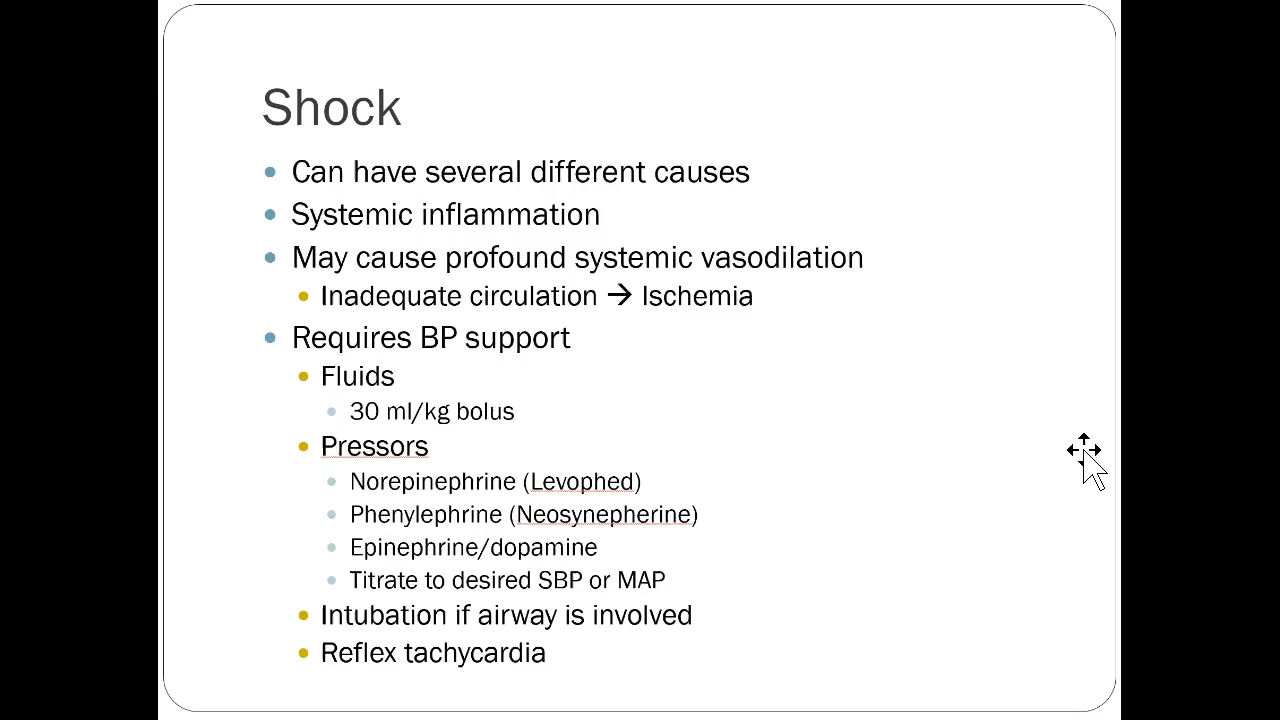 Shock
Can have several different causes
Systemic inflammation
May cause profound systemic vasodilation
Inadequate circulation → Ischemia
Requires BP support
Fluids
30 ml/kg bolus
Pressors
Norepinephrine (Levophed)
Phenylephrine (Neosynepherine)
Epinephrine/dopamine
Titrate to desired SBP or MAP
Intubation if airway is involved
Reflex tachycardia